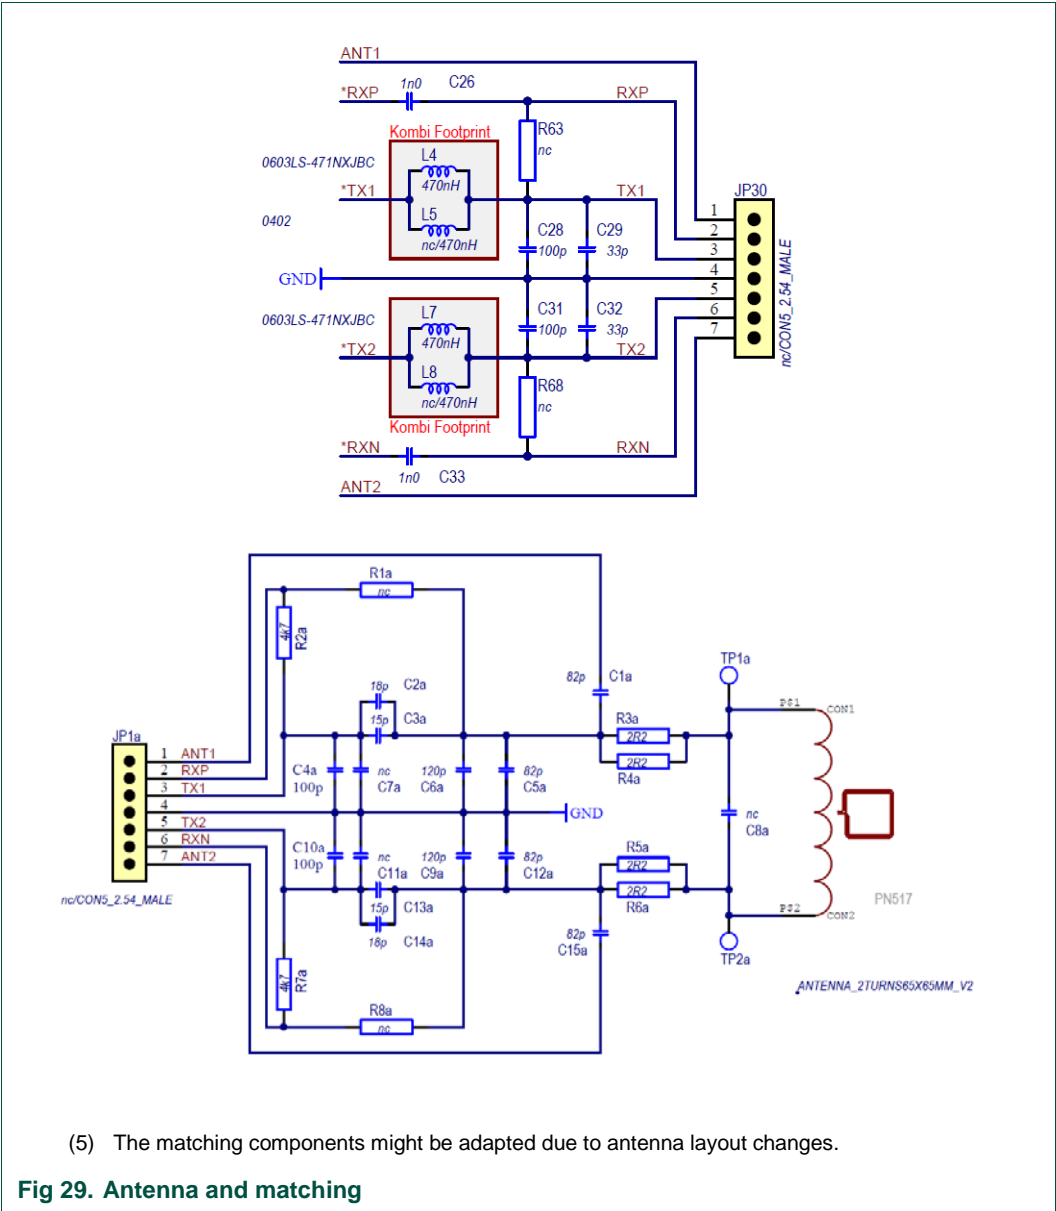 ANT1
1n0 C26
*RXP RXP
Kombi Footprint
R63
nc
0603LS-471NXJBC
L4
470nH
*TX1 TX1
JP30
0402
L5
nc/470nH
C28 C29
100p 33p
1
2
3
4
5
6
7
GND
nc/CON5_2.54_MALE
0603LS-471NXJBC
L7
470nH
C31 C32
100p 33p
*TX2 TX2
L8
nc/470nH
R68
nc
Kombi Footprint
*RXN RXN
1n0 C33
ANT2
R1a
nc
4k7
R2a
18p C2a
15p C3a
82p C1a
TP1a
R3a
2R2
2R2
R4a
PS1 CON1
JP1a
1 ANT1
2 RXP
3 TX1
4
5 TX2
6 RXN
7 ANT2
nc/CON5_2.54_MALE
C4a
100p
nc
C7a
120p
C6a
82p
C5a
GND
nc
C8a
C10a
100p
nc
C11a
120p
C9a
82p
C12a
15p C13a
18p C14a
R5a
2R2
2R2
R6a
82p
C15a
PS2 CON2
PN517
TP2a
4k7
R7a
R8a
nc
ANTENNA_2TURNS65X65MM_V2
(5) The matching components might be adapted due to antenna layout changes.
Fig 29. Antenna and matching